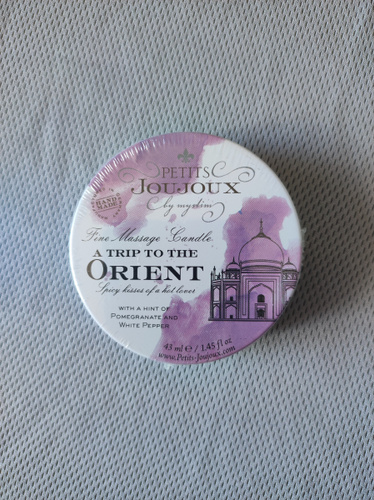 PETITS
JOUJOUX
by mystim
HAND
MADE
Fine Massage Candle
A TRIP TO THE
ORIENT
Spicy kisses of a hot lover
WITH A HINT OF
POMEGRANATE AND
WHITE PEPPER
43 ml ℮ / 1.45 fl oz
www.Petits-Joujoux.com